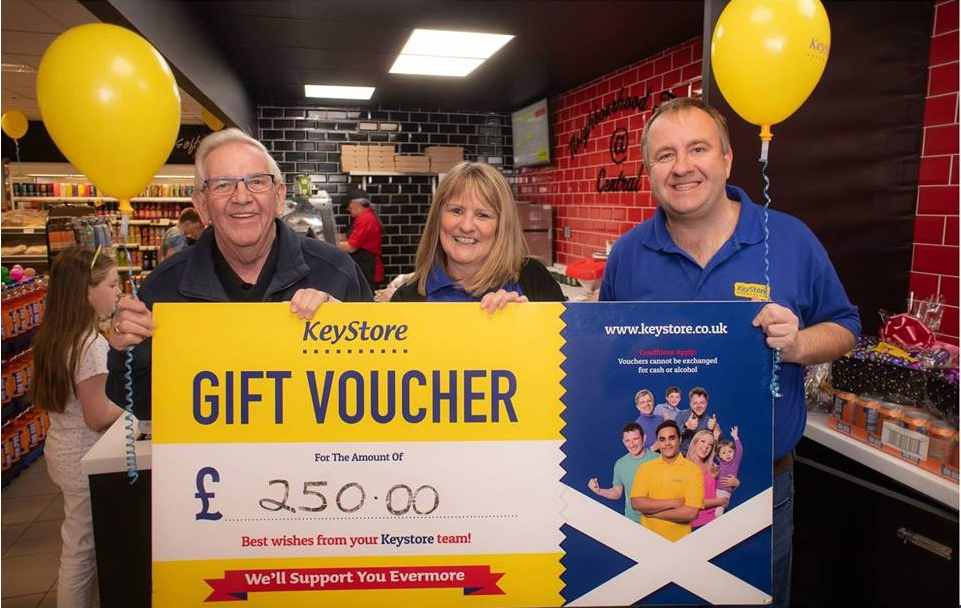 Key
Neighbourhood
@
Central
KeyStore
KeyStore
GIFT VOUCHER
For The Amount Of
£ 250.00
Best wishes from your Keystore team!
We'll Support You Evermore
www.keystore.co.uk
Conditions Apply:
Vouchers cannot be exchanged
for cash or alcohol